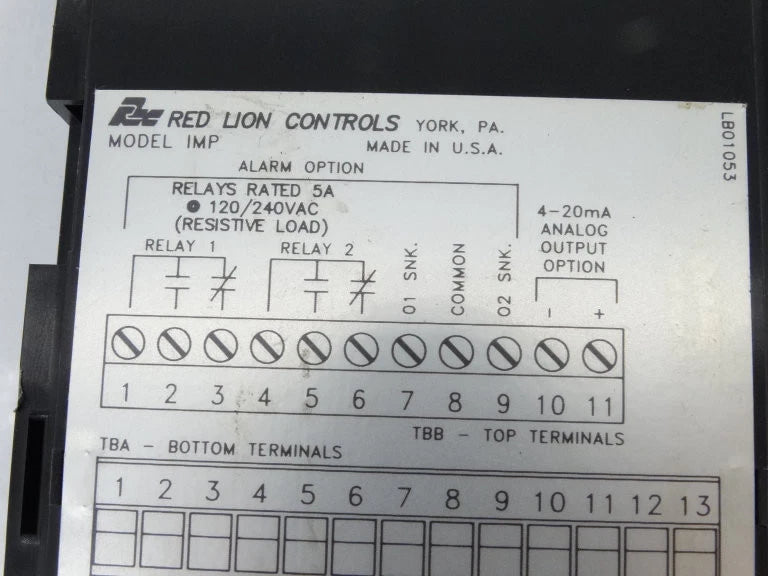 RLC RED LION CONTROLS YORK, PA.
MODEL IMP MADE IN U.S.A.
LB01053
ALARM OPTION
RELAYS RATED 5A
@ 120/240VAC
(RESISTIVE LOAD)
RELAY 1 RELAY 2
01 SNK. COMMON 02 SNK.
4-20mA
ANALOG
OUTPUT
OPTION
- +
1 2 3 4 5 6 7 8 9 10 11
TBB - TOP TERMINALS
TBA - BOTTOM TERMINALS
1 2 3 4 5 6 7 8 9 10 11 12 13